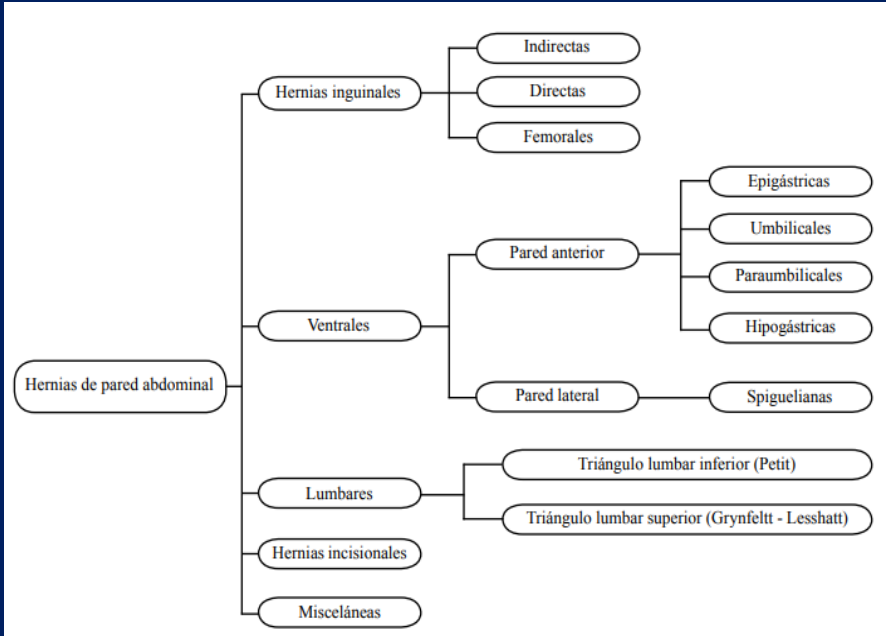 Hernias de pared abdominal
Hernias inguinales
Indirectas
Directas
Femorales
Ventrales
Pared anterior
Epigástricas
Umbilicales
Paraumbilicales
Hipogástricas
Pared lateral
Spiguelianas
Lumbares
Triángulo lumbar inferior (Petit)
Triángulo lumbar superior (Grynfeltt - Lesshatt)
Hernias incisionales
Misceláneas